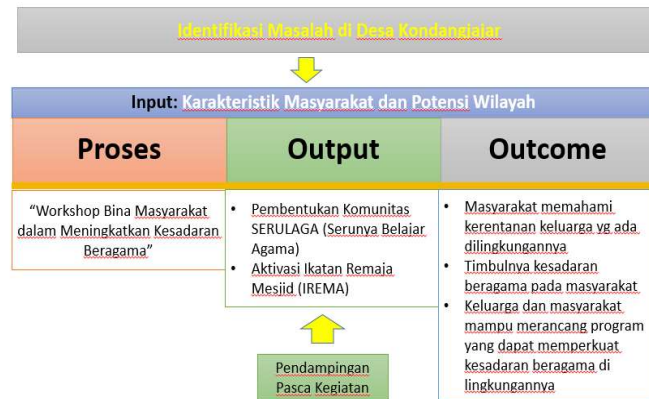 Identifikasi Masalah di Desa Kondangjajar
Input: Karakteristik Masyarakat dan Potensi Wilayah
Proses
Output
Outcome
“Workshop Bina Masyarakat
dalam Meningkatkan Kesadaran
Beragama”
• Pembentukan Komunitas
SERULAGA (Serunya Belajar
Agama)
• Aktivasi Ikatan Remaja
Mesjid (IREMA)
• Masyarakat memahami
kerentanan keluarga yg ada
dilingkungannya
• Timbulnya kesadaran
beragama pada masyarakat
• Keluarga dan masyarakat
mampu merancang program
yang dapat memperkuat
kesadaran beragama di
lingkungannya
Pendampingan
Pasca Kegiatan